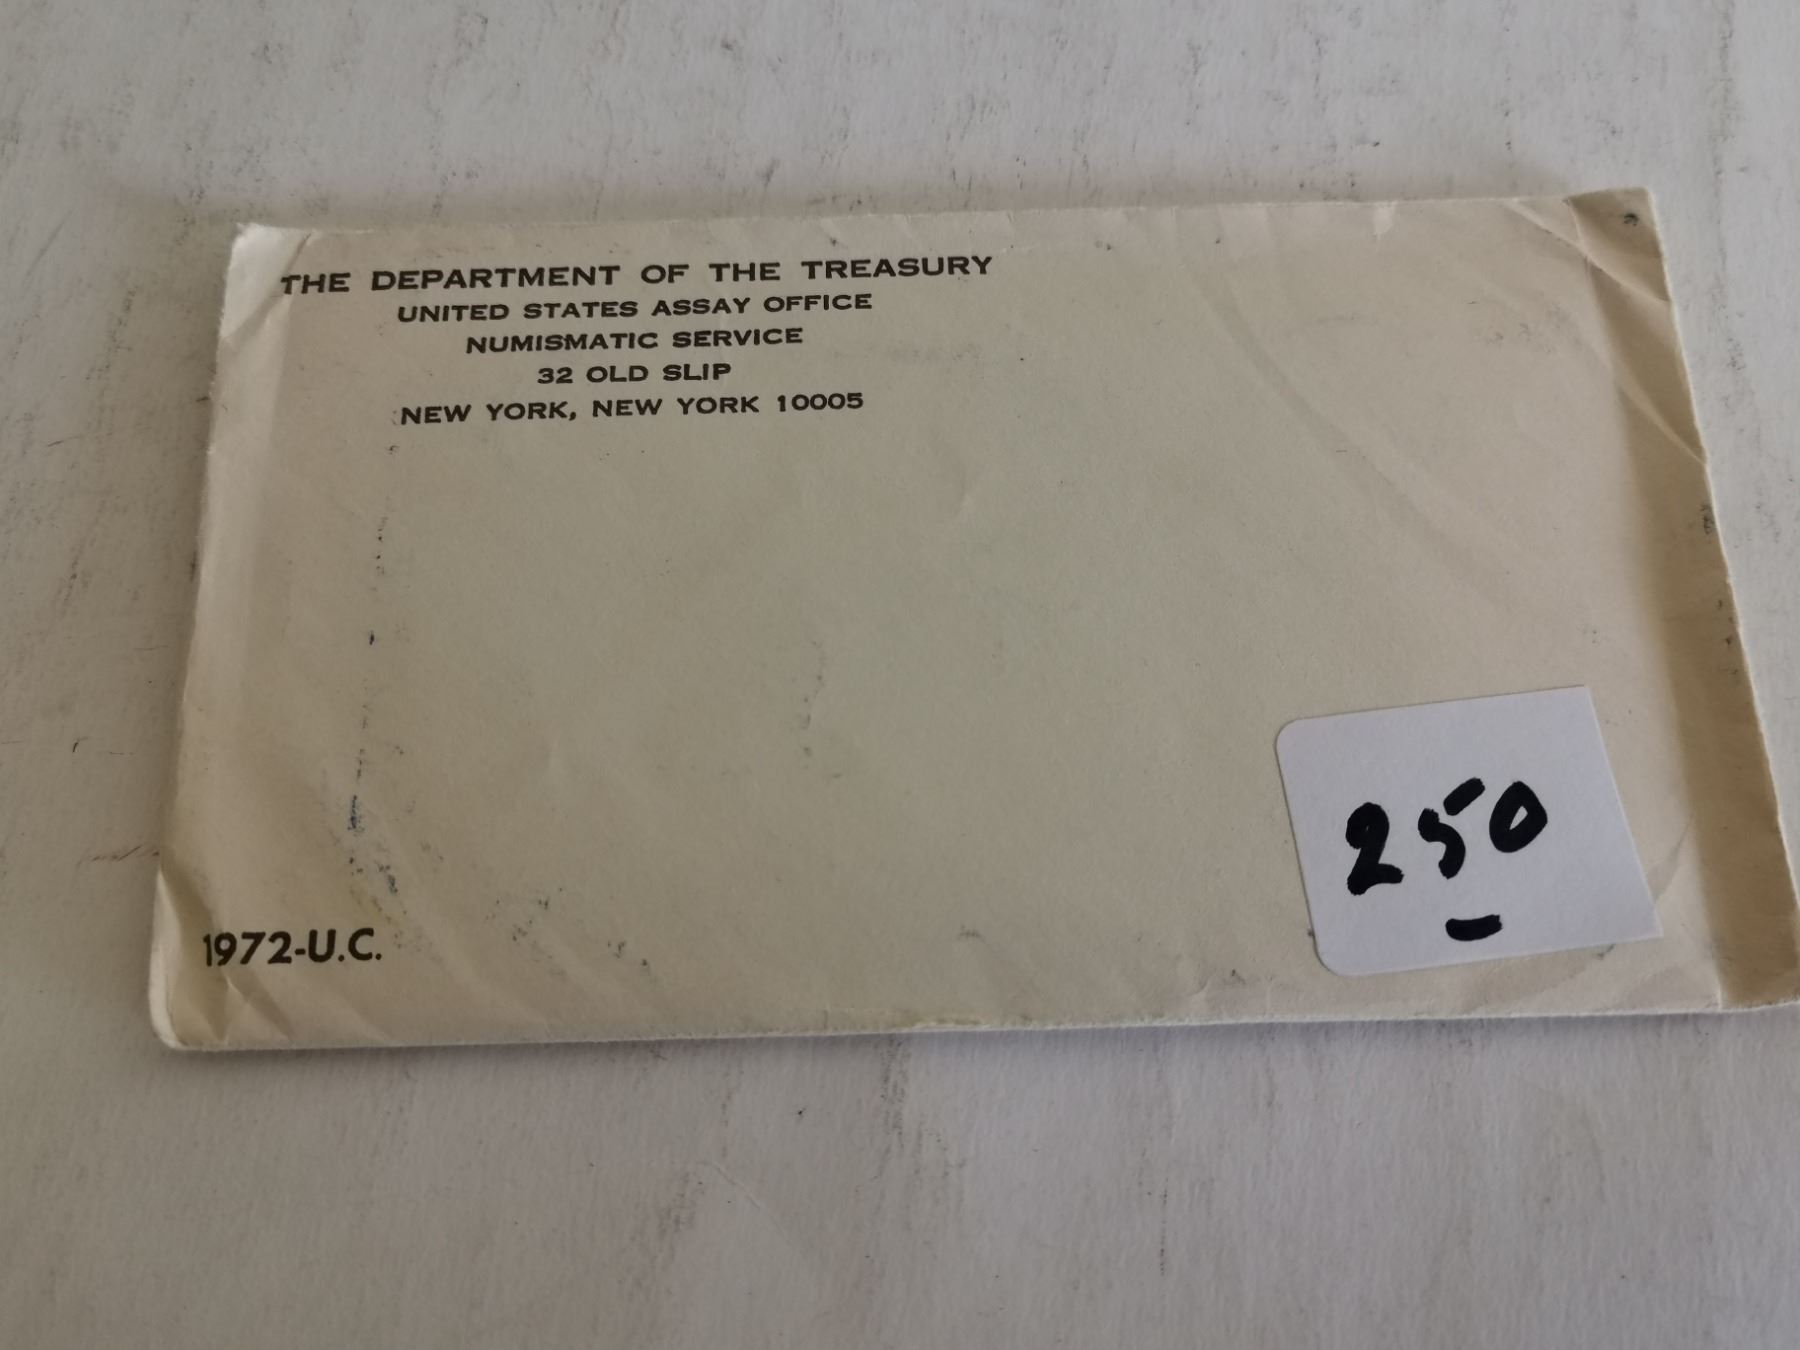 THE DEPARTMENT OF THE TREASURY
UNITED STATES ASSAY OFFICE
NUMISMATIC SERVICE
32 OLD SLIP
NEW YORK, NEW YORK 10005
1972-U.C.
250